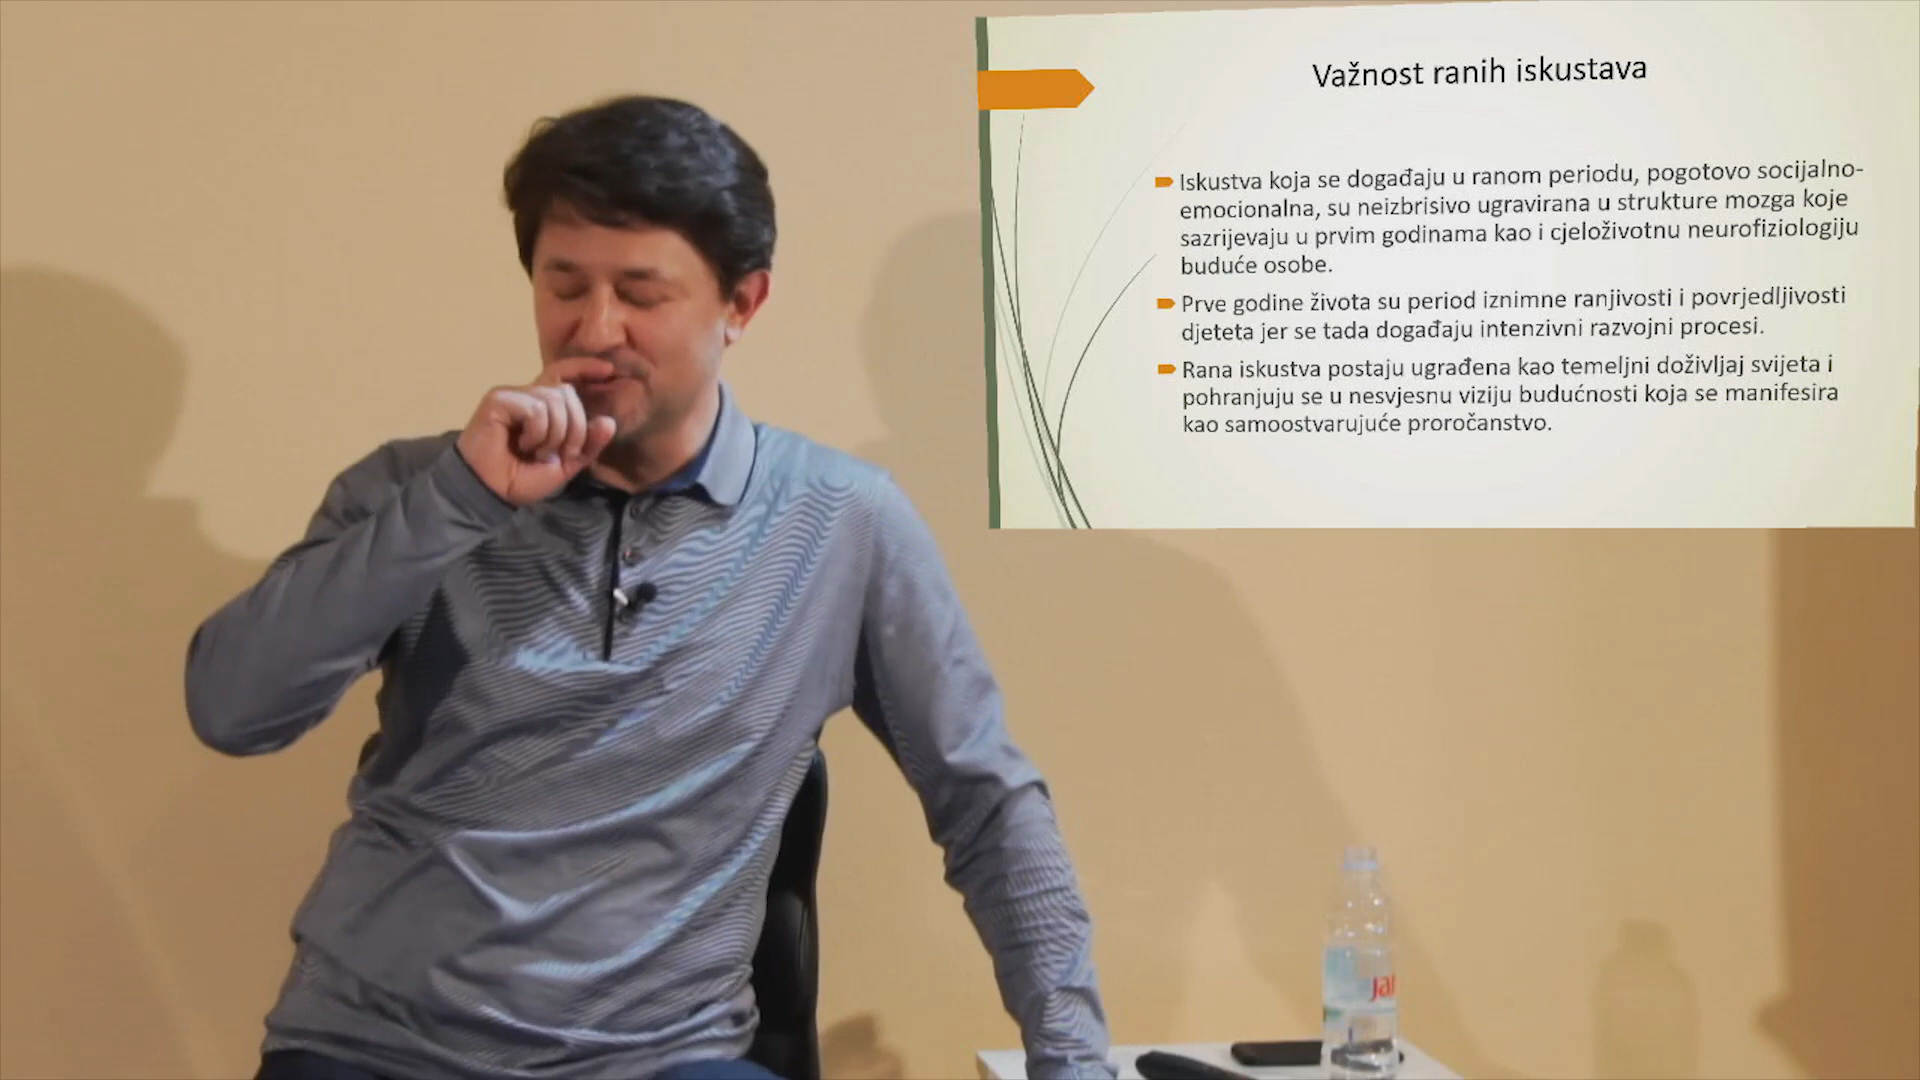 Važnost ranih iskustava
Iskustva koja se događaju u ranom periodu, pogotovo socijalno-
emocionalna, su neizbrisivo ugravirana u strukture mozga koje
sazrijevaju u prvim godinama kao i cjeloživotnu neurofiziologiju
buduće osobe.
Prve godine života su period iznimne ranjivosti i povrjedljivosti
djeteta jer se tada događaju intenzivni razvojni procesi.
Rana iskustva postaju ugrađena kao temeljni doživljaj svijeta i
pohranjuju se u nesvjesnu viziju budućnosti koja se manifesira
kao samoostvarujuće proročanstvo.